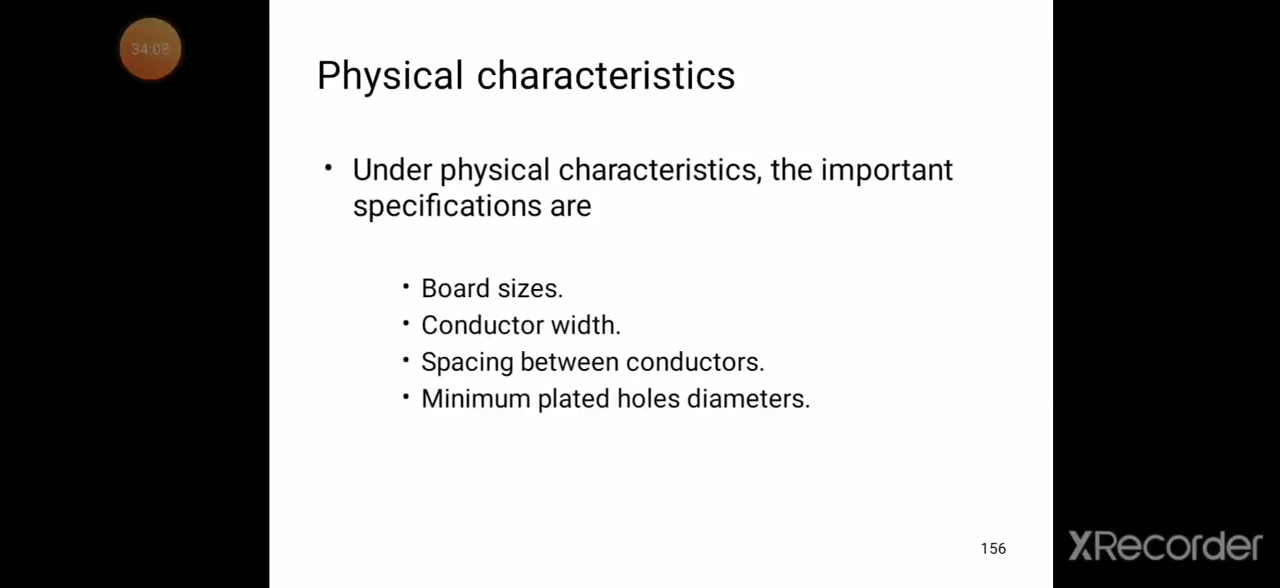 34:08
Physical characteristics
• Under physical characteristics, the important
specifications are
• Board sizes.
• Conductor width.
• Spacing between conductors.
• Minimum plated holes diameters.
156
XRecorder